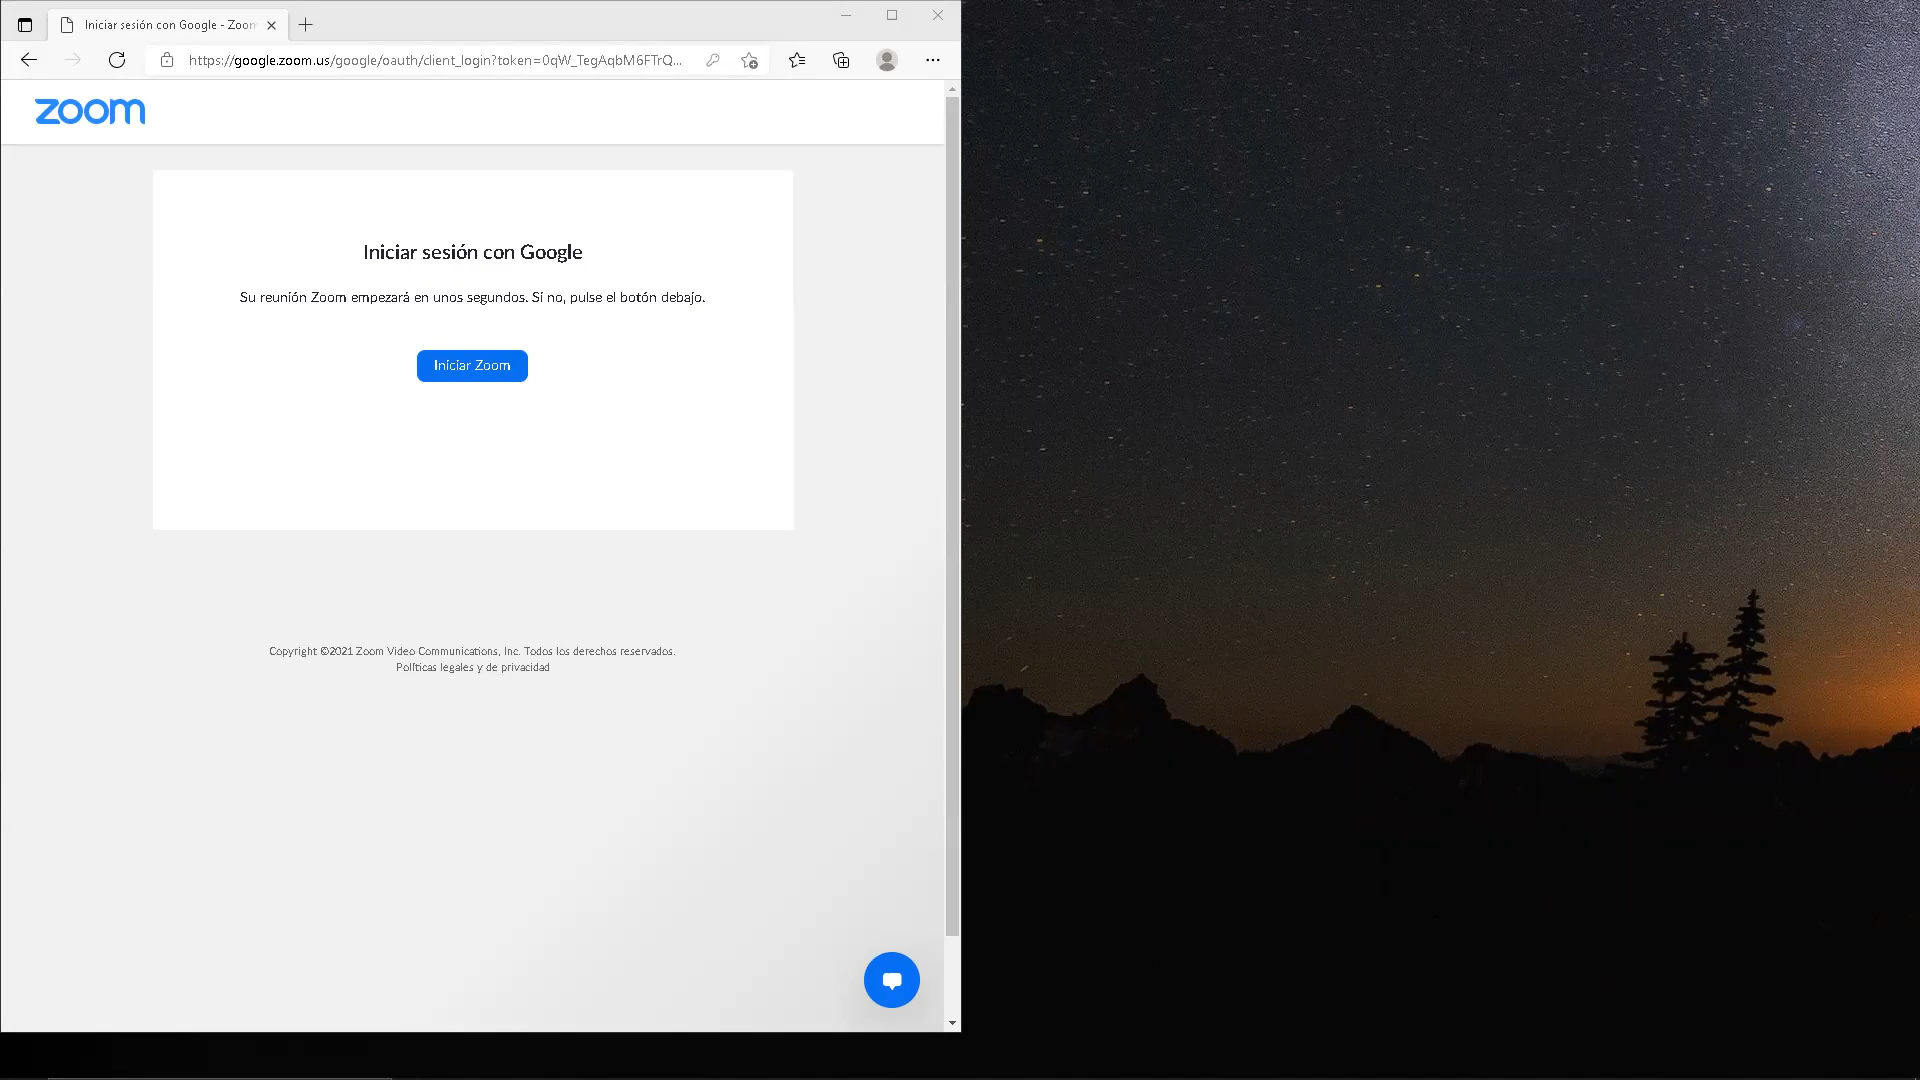 Iniciar sesión con Google - Zoom
https://google.zoom.us/google/oauth/client_login?token=0qW_TegAqbM6FTrQ...
zoom
Iniciar sesión con Google
Su reunión Zoom empezará en unos segundos. Si no, pulse el botón debajo.
Iniciar Zoom
Copyright ©2021 Zoom Video Communications, Inc. Todos los derechos reservados.
Políticas legales y de privacidad